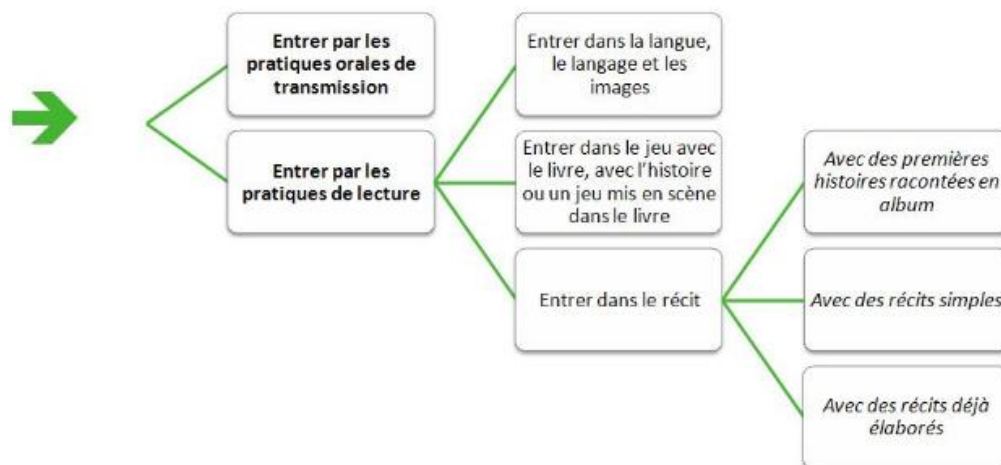 Entrer par les
pratiques orales de
transmission
Entrer par les
pratiques de lecture
Entrer dans la langue,
le langage et les
images
Entrer dans le jeu avec
le livre, avec l'histoire
ou un jeu mis en scène
dans le livre
Entrer dans le récit
Avec des premières
histoires racontées en
album
Avec des récits simples
Avec des récits déjà
élaborés